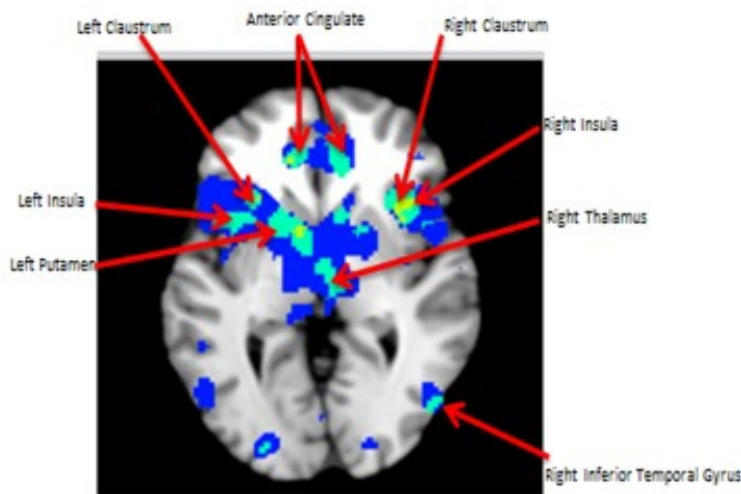 Left Claustrum
Anterior Cingulate
Right Claustrum
Right Insula
Left Insula
Right Thalamus
Left Putamen
Right Inferior Temporal Gyrus